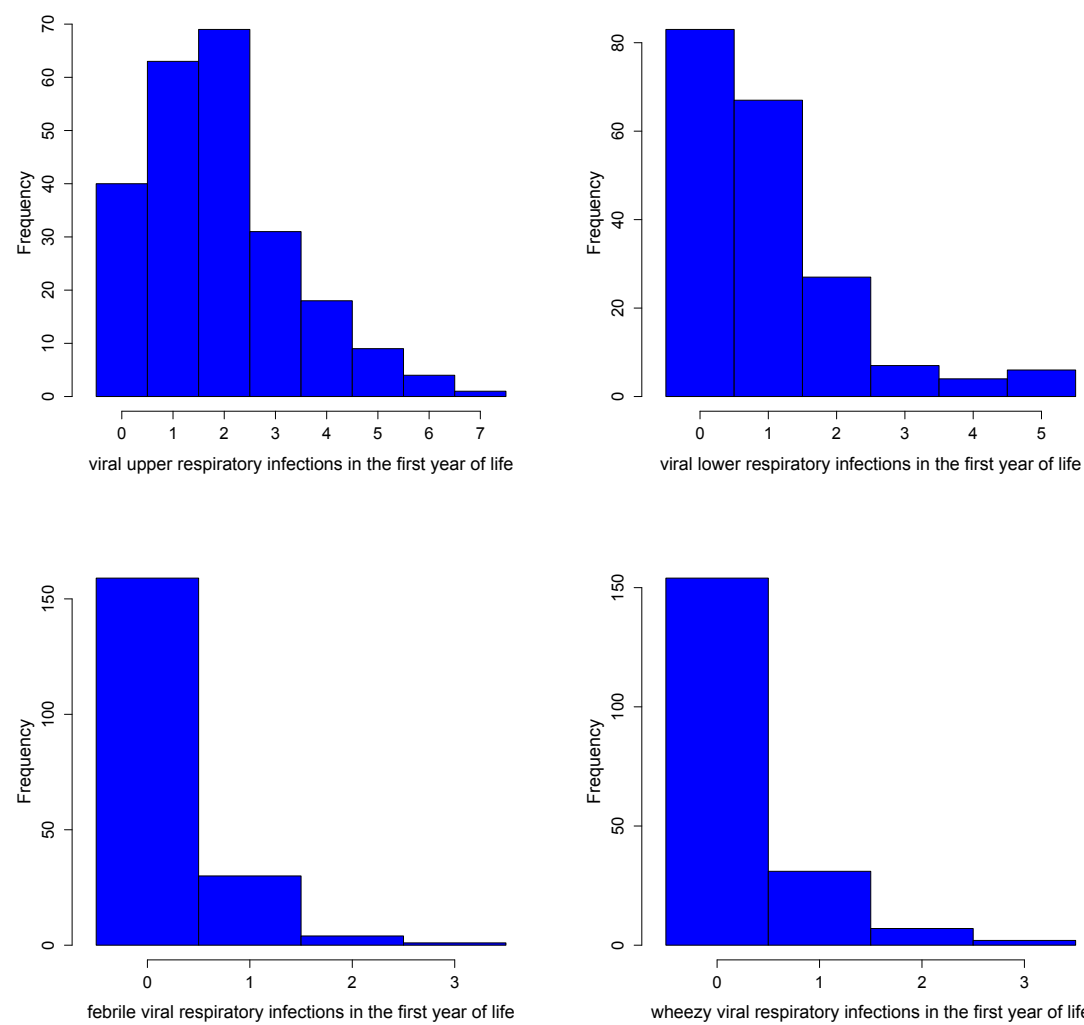 Frequency
0 10 20 30 40 50 60 70
0 1 2 3 4 5 6 7
viral upper respiratory infections in the first year of life
Frequency
0 20 40 60 80
0 1 2 3 4 5
viral lower respiratory infections in the first year of life
Frequency
0 50 100 150
0 1 2 3
febrile viral respiratory infections in the first year of life
Frequency
0 50 100 150
0 1 2 3
wheezy viral respiratory infections in the first year of life